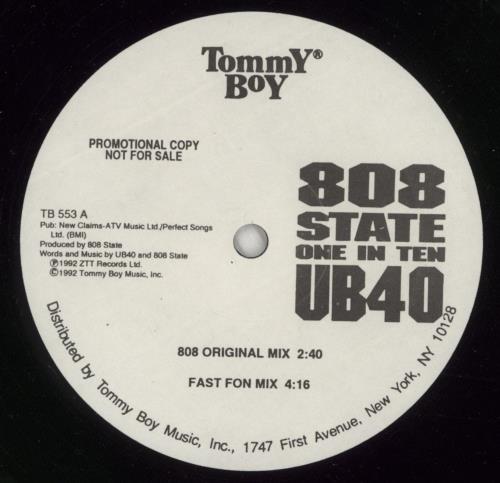 TOMMY®
BOY
PROMOTIONAL COPY
NOT FOR SALE
808
STATE
ONE IN TEN
UB40
TB 553 A
Pub: New Claims-ATV Music Ltd./Perfect Songs
Ltd. (BMI)
Produced by 808 State
Words and Music by UB40 and 808 State
Ⓟ1992 ZTT Records Ltd.
©1992 Tommy Boy Music, Inc.
808 ORIGINAL MIX 2:40
FAST FON MIX 4:16
Distributed by Tommy Boy Music, Inc., 1747 First Avenue, New York, NY 10128